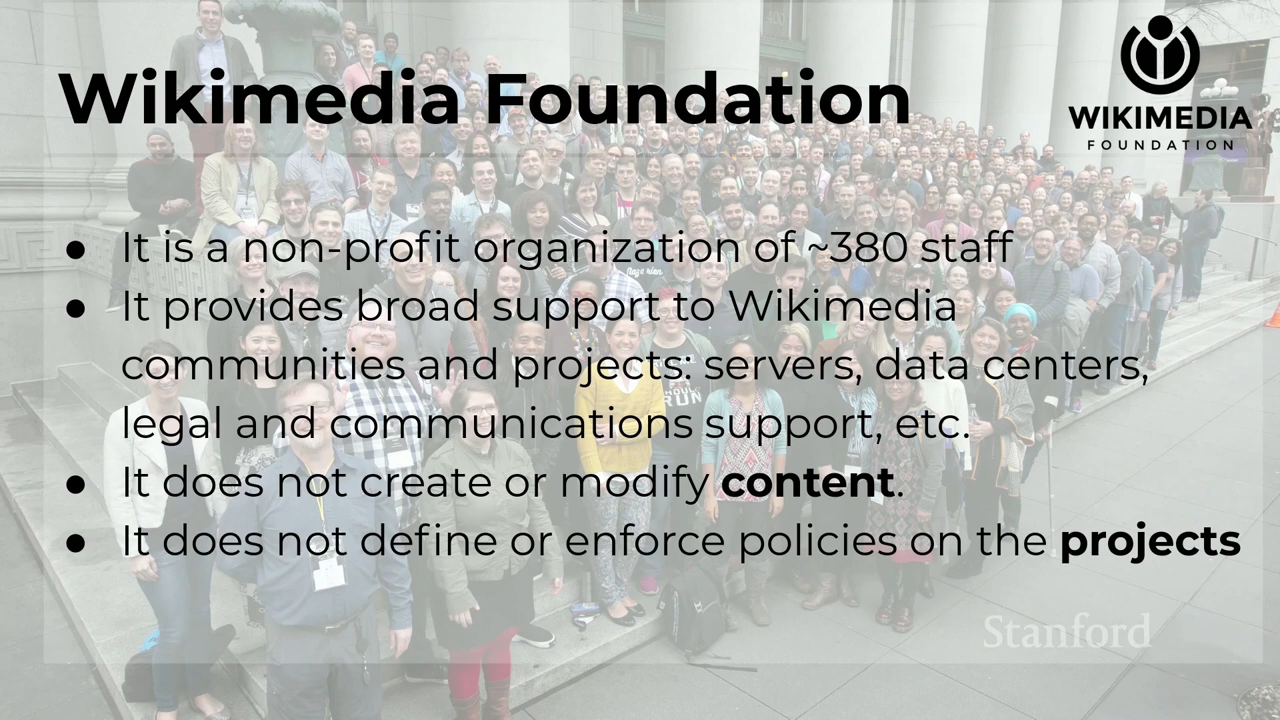 Wikimedia Foundation
WIKIMEDIA
FOUNDATION
● It is a non-profit organization of ~380 staff
● It provides broad support to Wikimedia
communities and projects: servers, data centers,
legal and communications support, etc.
● It does not create or modify content.
● It does not define or enforce policies on the projects
Stanford